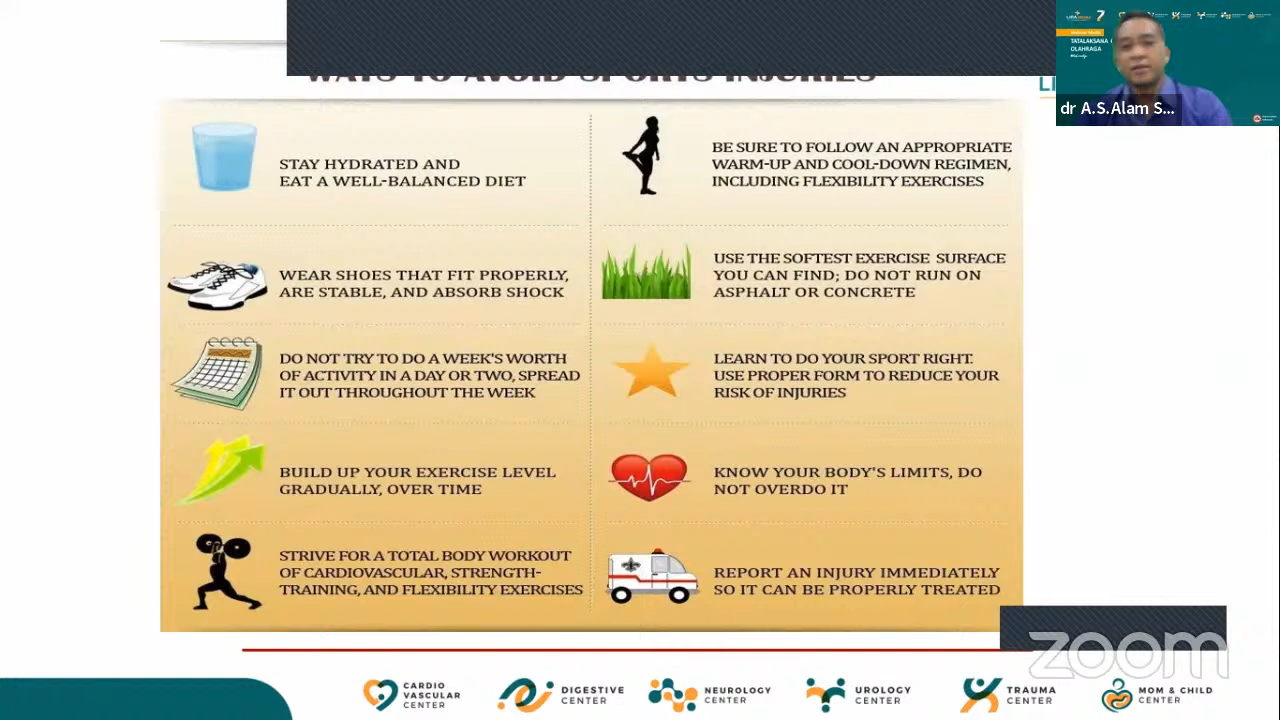 WAYS TO AVOID SPORTS INJURIES
STAY HYDRATED AND
EAT A WELL-BALANCED DIET
BE SURE TO FOLLOW AN APPROPRIATE
WARM-UP AND COOL-DOWN REGIMEN,
INCLUDING FLEXIBILITY EXERCISES
WEAR SHOES THAT FIT PROPERLY,
ARE STABLE, AND ABSORB SHOCK
USE THE SOFTEST EXERCISE SURFACE
YOU CAN FIND; DO NOT RUN ON
ASPHALT OR CONCRETE
DO NOT TRY TO DO A WEEK'S WORTH
OF ACTIVITY IN A DAY OR TWO, SPREAD
IT OUT THROUGHOUT THE WEEK
LEARN TO DO YOUR SPORT RIGHT.
USE PROPER FORM TO REDUCE YOUR
RISK OF INJURIES
BUILD UP YOUR EXERCISE LEVEL
GRADUALLY, OVER TIME
KNOW YOUR BODY'S LIMITS, DO
NOT OVERDO IT
STRIVE FOR A TOTAL BODY WORKOUT
OF CARDIOVASCULAR, STRENGTH-
TRAINING, AND FLEXIBILITY EXERCISES
REPORT AN INJURY IMMEDIATELY
SO IT CAN BE PROPERLY TREATED
TATALAKSANA
OLAHRAGA
dr A.S.Alam S...
zoom
CARDIO
VASCULAR
CENTER
DIGESTIVE
CENTER
NEUROLOGY
CENTER
UROLOGY
CENTER
TRAUMA
CENTER
MOM & CHILD
CENTER